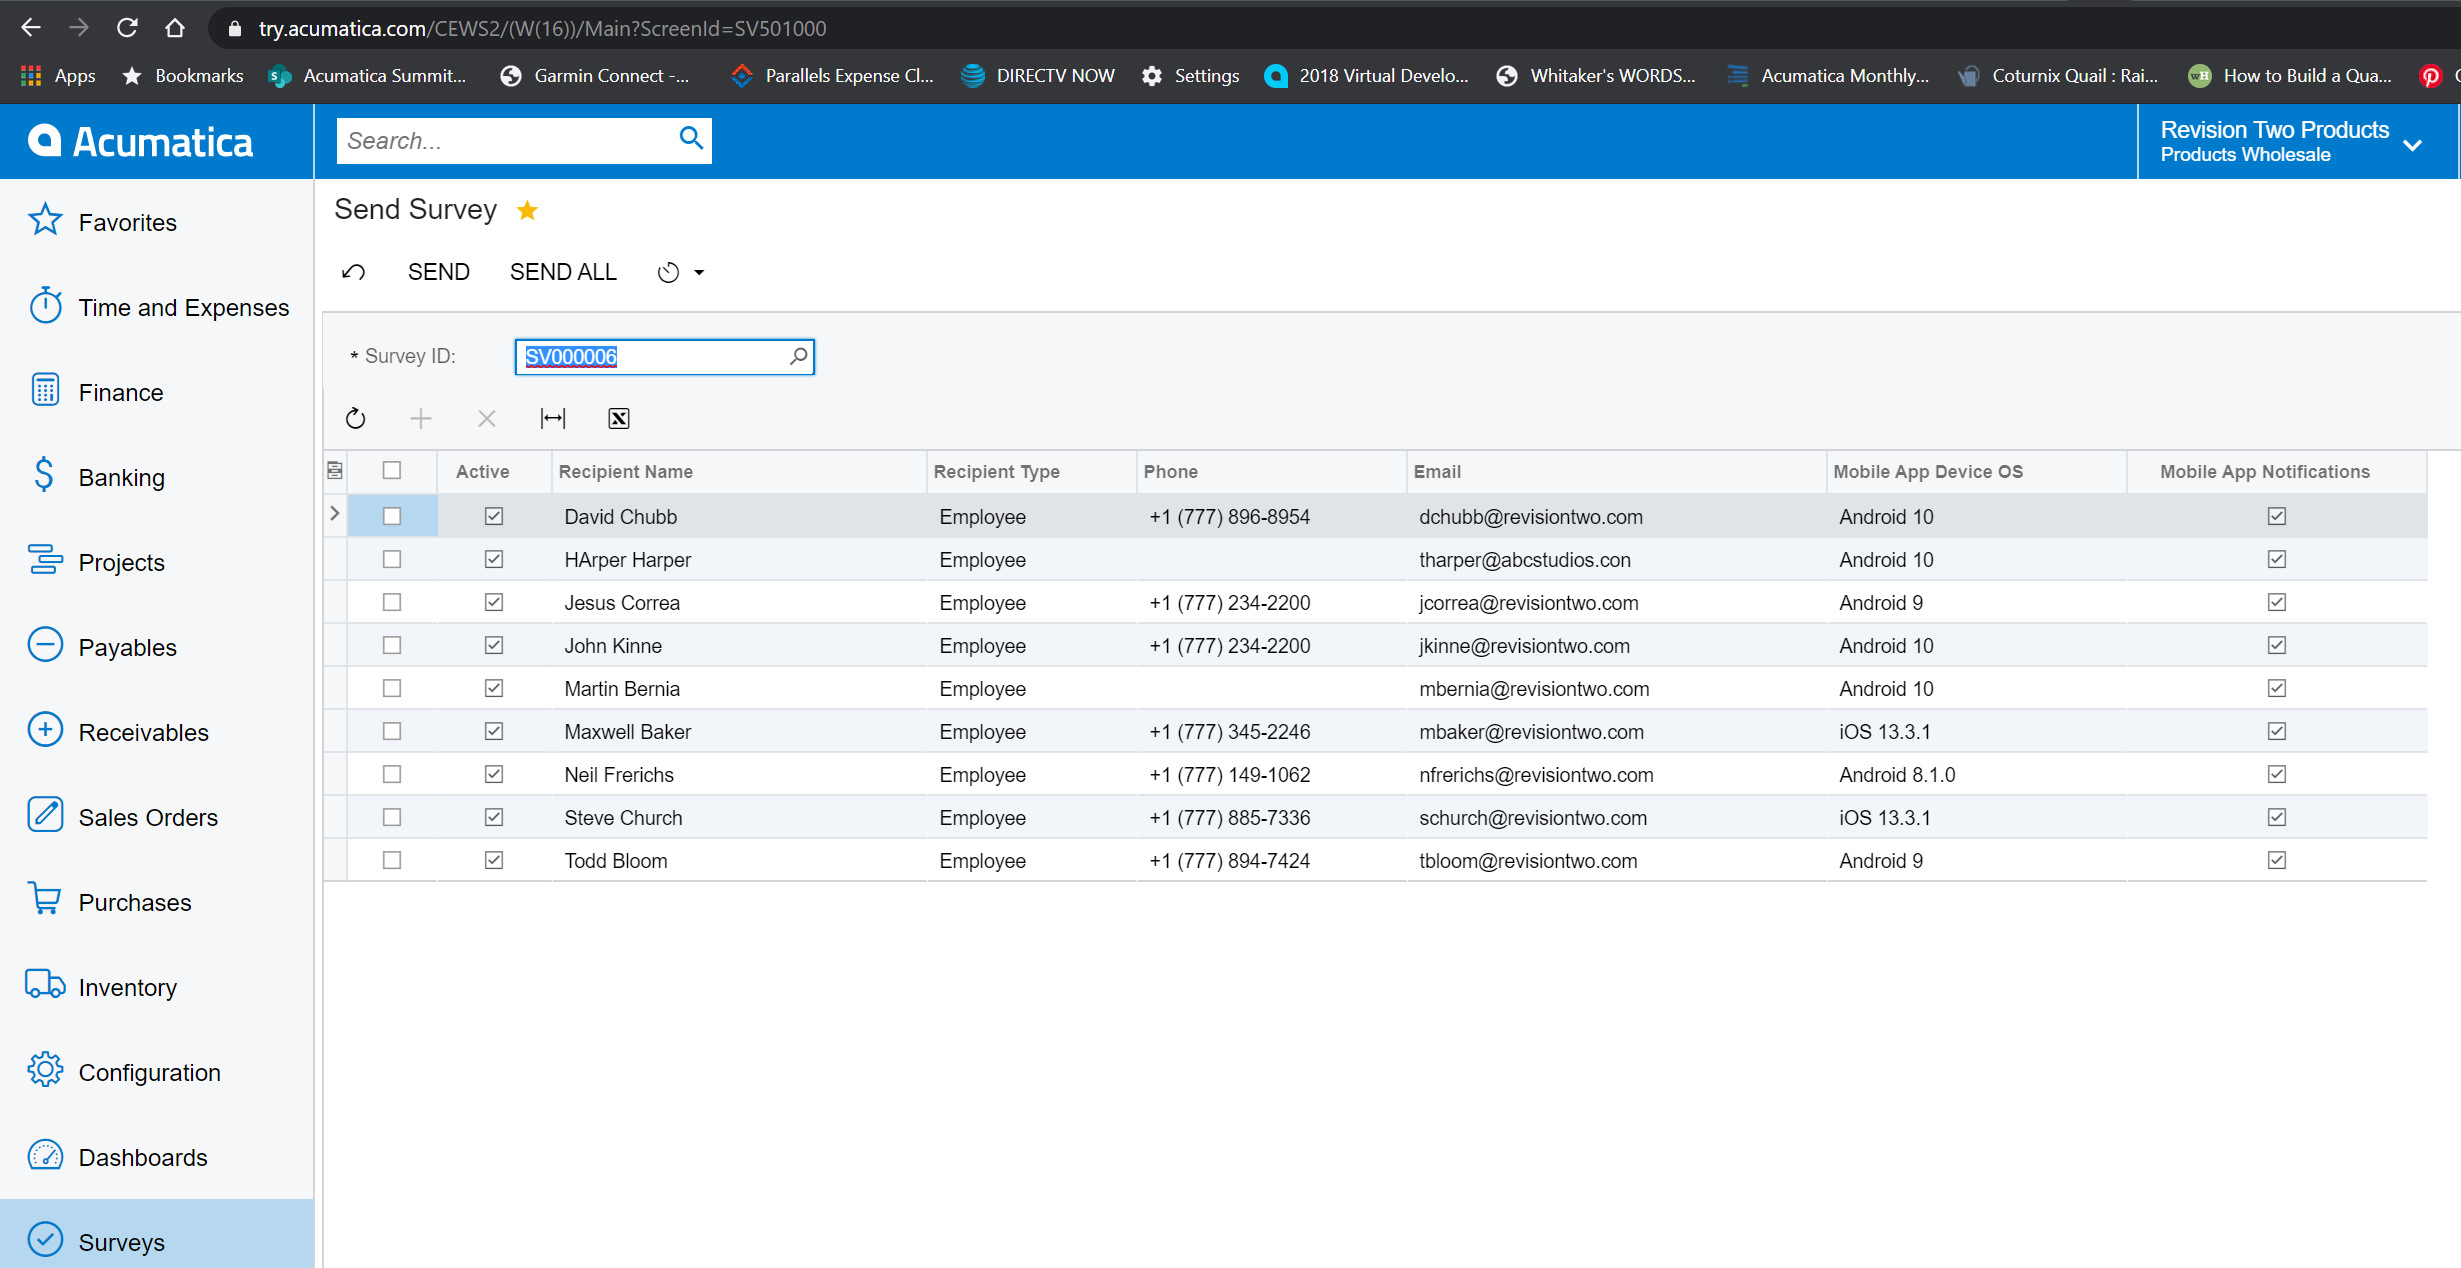 try.acumatica.com/CEWS2/(W(16))/Main?ScreenId=SV501000
Apps Bookmarks Acumatica Summit... Garmin Connect -... Parallels Expense Cl... DIRECTV NOW Settings 2018 Virtual Develo... Whitaker's WORDS... Acumatica Monthly... Coturnix Quail : Rai... wH How to Build a Qua...
Acumatica Search... Revision Two Products
Products Wholesale
Send Survey
Favorites
SEND SEND ALL
Time and Expenses
* Survey ID: SV000006
Finance
Active Recipient Name Recipient Type Phone Email Mobile App Device OS Mobile App Notifications
Banking
David Chubb Employee +1 (777) 896-8954 dchubb@revisiontwo.com Android 10
HArper Harper Employee tharper@abcstudios.con Android 10
Projects
Jesus Correa Employee +1 (777) 234-2200 jcorrea@revisiontwo.com Android 9
John Kinne Employee +1 (777) 234-2200 jkinne@revisiontwo.com Android 10
Payables
Martin Bernia Employee mbernia@revisiontwo.com Android 10
Maxwell Baker Employee +1 (777) 345-2246 mbaker@revisiontwo.com iOS 13.3.1
Receivables
Neil Frerichs Employee +1 (777) 149-1062 nfrerichs@revisiontwo.com Android 8.1.0
Steve Church Employee +1 (777) 885-7336 schurch@revisiontwo.com iOS 13.3.1
Sales Orders
Todd Bloom Employee +1 (777) 894-7424 tbloom@revisiontwo.com Android 9
Purchases
Inventory
Configuration
Dashboards
Surveys